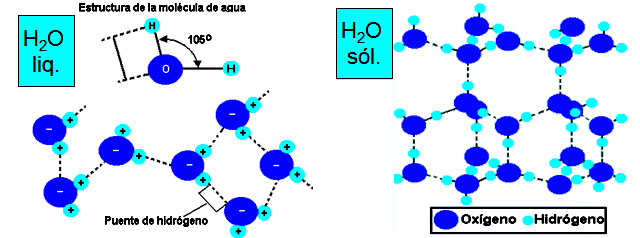 Estructura de la molécula de agua
H2O
liq.
H
105º
O
H
+
+
−
+
+
−
+
+
−
+
+
−
+
+
−
+
+
−
+
+
−
+
+
Puente de hidrógeno
H2O
sól.
Oxígeno
Hidrógeno